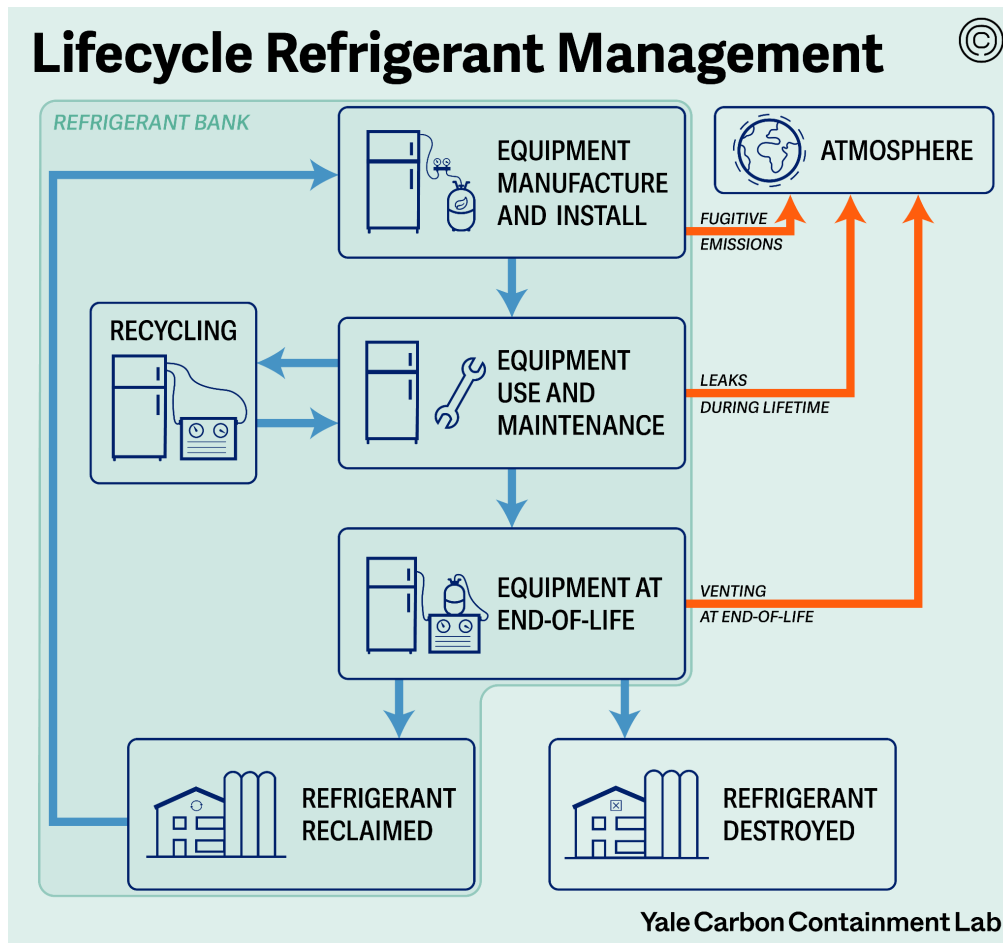 Lifecycle Refrigerant Management
©
REFRIGERANT BANK
EQUIPMENT
MANUFACTURE
AND INSTALL
ATMOSPHERE
FUGITIVE
EMISSIONS
RECYCLING
EQUIPMENT
USE AND
MAINTENANCE
LEAKS
DURING LIFETIME
EQUIPMENT AT
END-OF-LIFE
VENTING
AT END-OF-LIFE
REFRIGERANT
RECLAIMED
REFRIGERANT
DESTROYED
Yale Carbon Containment Lab